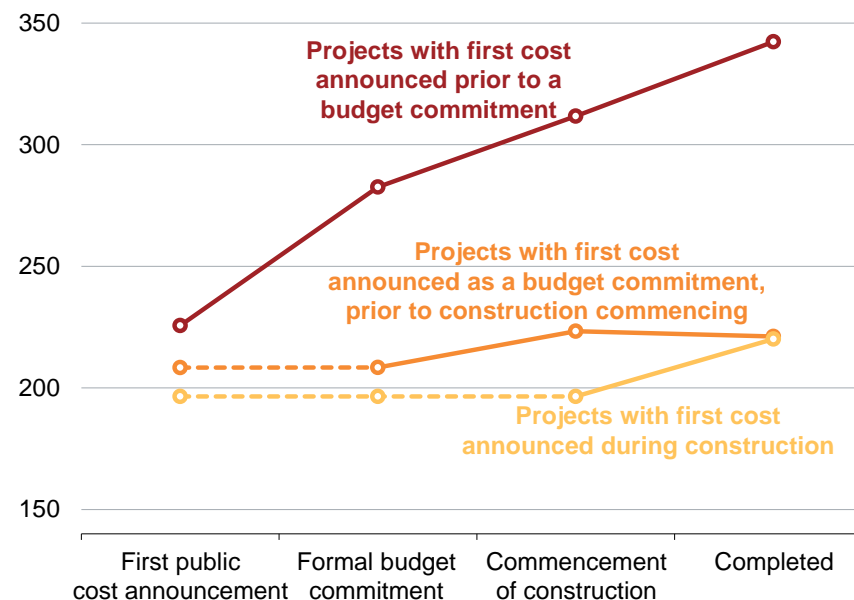 350
300
250
200
150
Projects with first cost
announced prior to a
budget commitment
Projects with first cost
announced as a budget commitment,
prior to construction commencing
Projects with first cost
announced during construction
First public
cost announcement
Formal budget
commitment
Commencement
of construction
Completed